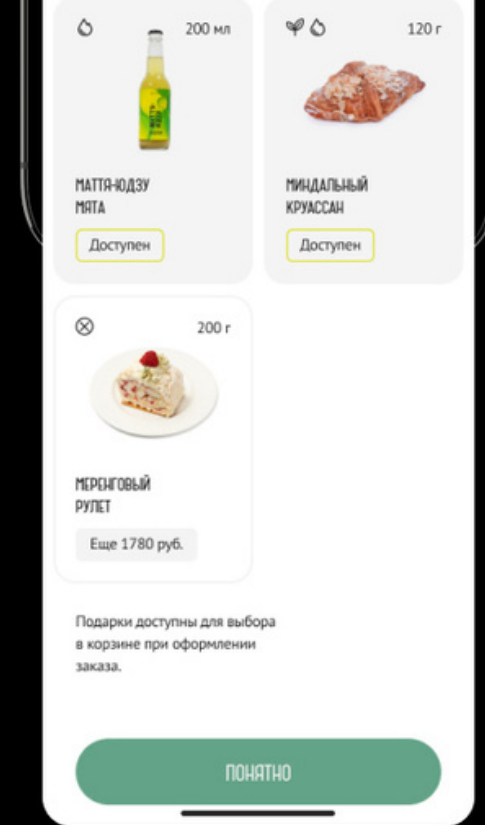 200 мл
120 г
МАТТЯ-ЮДЗУ
МЯТА
МИНДАЛЬНЫЙ
КРУАССАН
Доступен
Доступен
200 г
МЕРЕНГОВЫЙ
РУЛЕТ
Еще 1780 руб.
Подарки доступны для выбора
в корзине при оформлении
заказа.
ПОНЯТНО